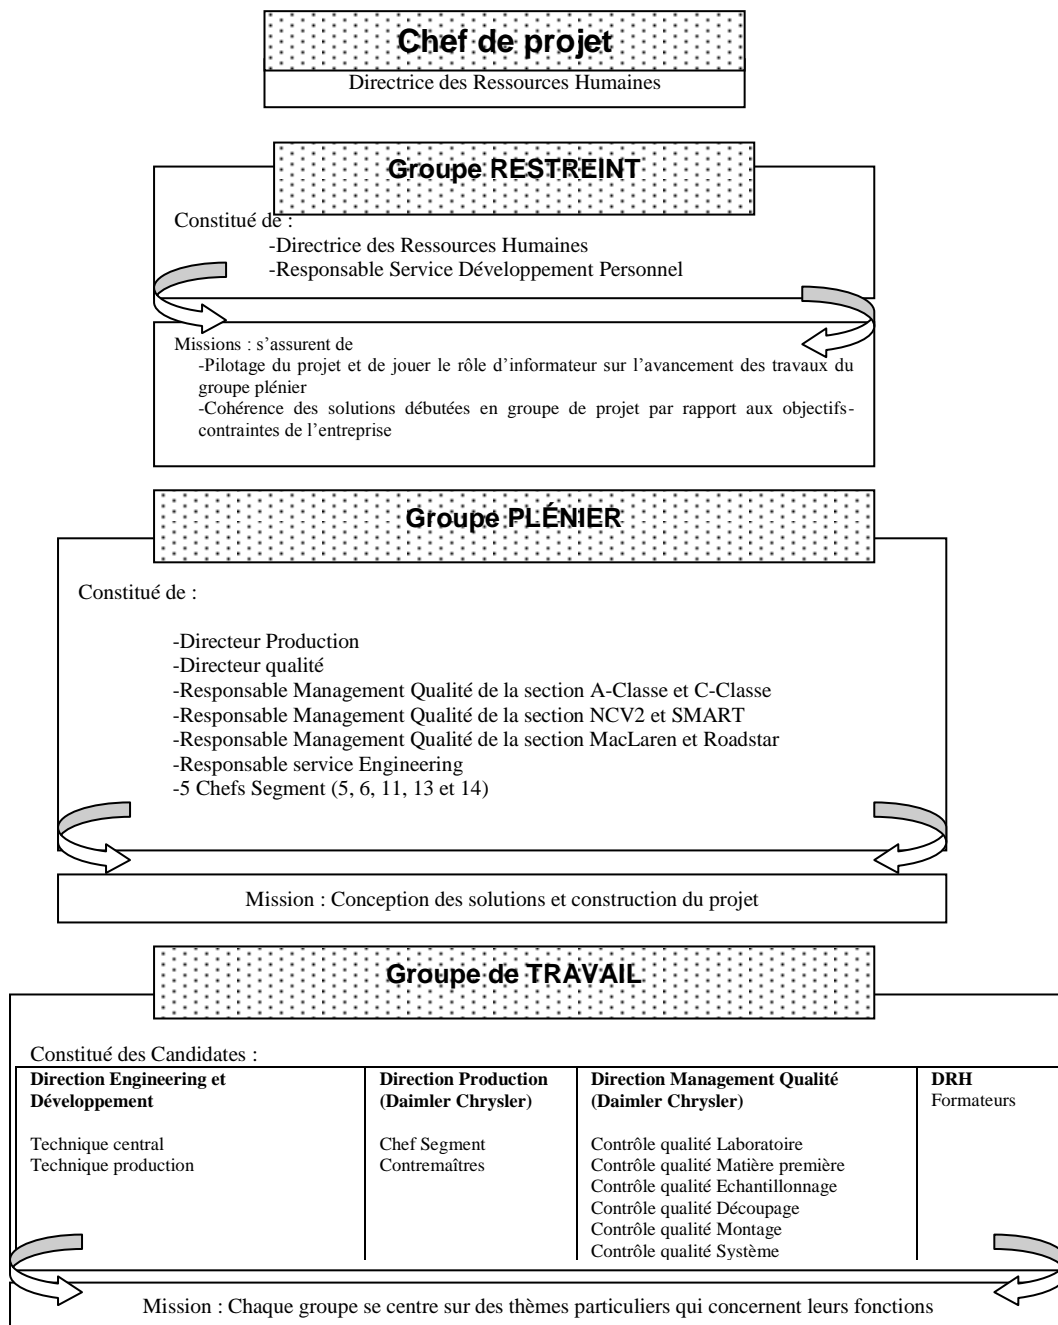 Chef de projet
Directrice des Ressources Humaines
Groupe RESTREINT
Constitué de :
-Directrice des Ressources Humaines
-Responsable Service Développement Personnel
Missions : s'assurent de
-Pilotage du projet et de jouer le rôle d'informateur sur l'avancement des travaux du
groupe plénier
-Cohérence des solutions débutées en groupe de projet par rapport aux objectifs-
contraintes de l'entreprise
Groupe PLÉNIER
Constitué de :
-Directeur Production
-Directeur qualité
-Responsable Management Qualité de la section A-Classe et C-Classe
-Responsable Management Qualité de la section NCV2 et SMART
-Responsable Management Qualité de la section MacLaren et Roadstar
-Responsable service Engineering
-5 Chefs Segment (5, 6, 11, 13 et 14)
Mission : Conception des solutions et construction du projet
Groupe de TRAVAIL
Constitué des Candidates :
Direction Engineering et
Développement
Technique central
Technique production
Direction Production
(Daimler Chrysler)
Chef Segment
Contremaîtres
Direction Management Qualité
(Daimler Chrysler)
Contrôle qualité Laboratoire
Contrôle qualité Matière première
Contrôle qualité Echantillonnage
Contrôle qualité Découpage
Contrôle qualité Montage
Contrôle qualité Système
DRH
Formateurs
Mission : Chaque groupe se centre sur des thèmes particuliers qui concernent leurs fonctions